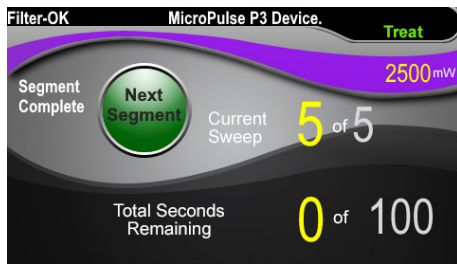 Filter-OK MicroPulse P3 Device.
Treat
2500mW
Segment
Complete
Next
Segment
Current
Sweep
5 of 5
Total Seconds
Remaining
0 of 100